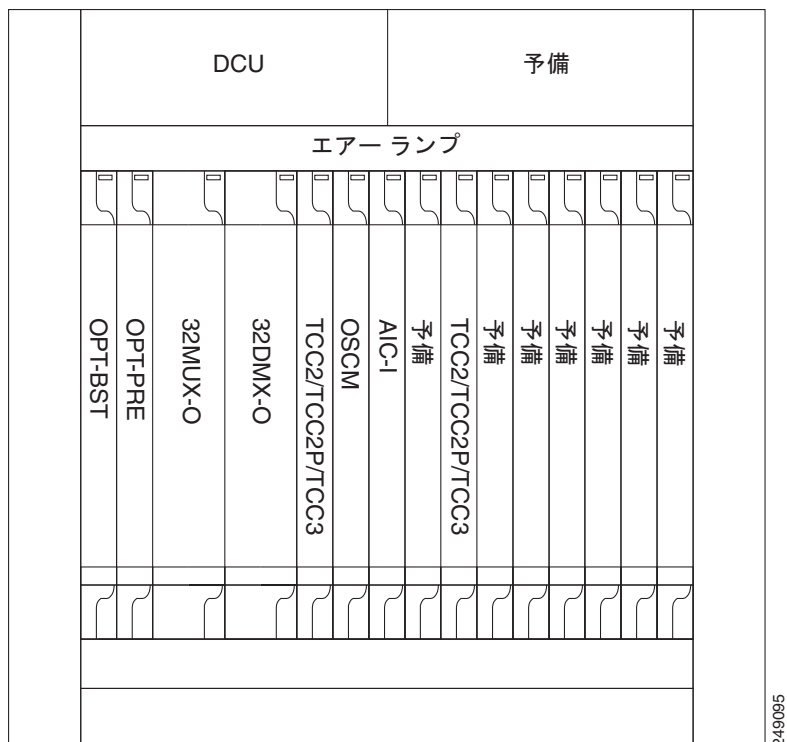 DCU
予備
エアー ランプ
OPT-BST
OPT-PRE
32MUX-O
32DMX-O
TCC2/TCC2P/TCC3
OSCM
AIC-I
予備
TCC2/TCC2P/TCC3
予備
予備
予備
予備
予備
予備
249095